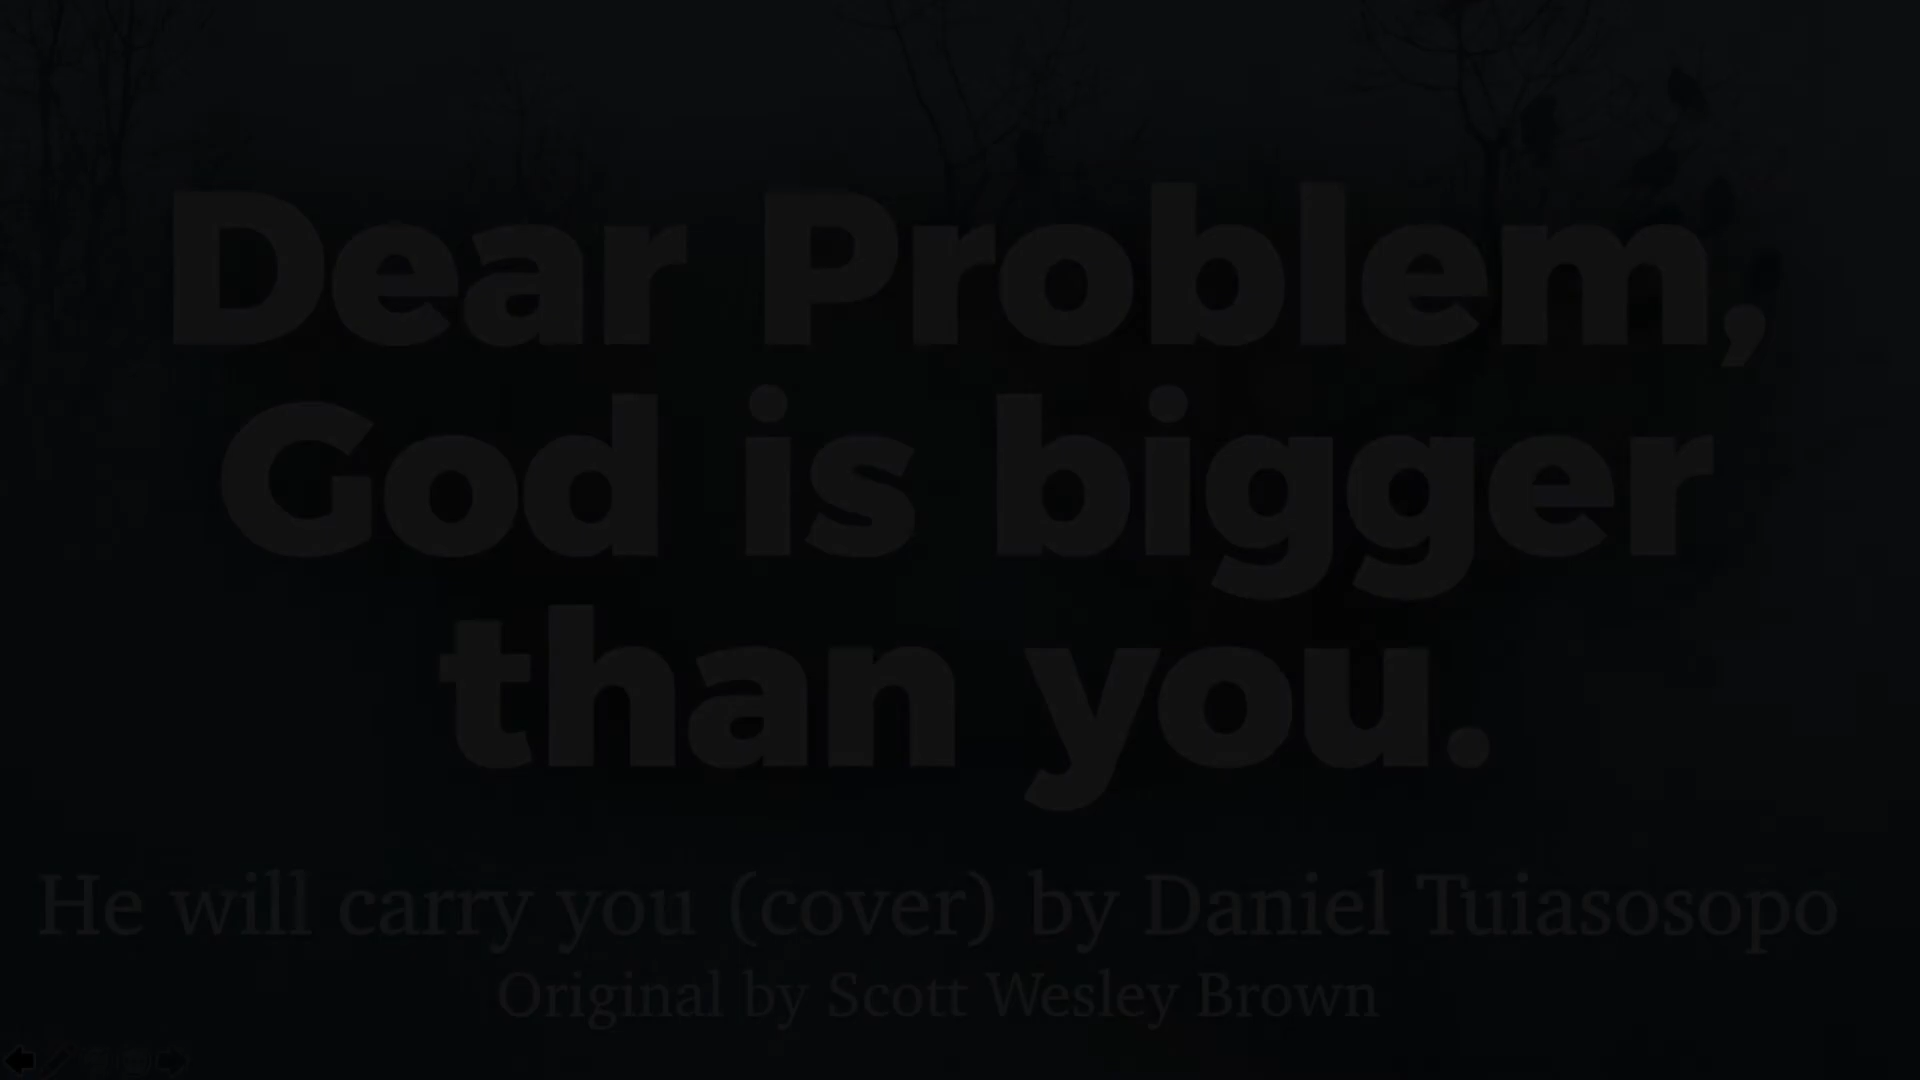 Dear Problem,
God is bigger
than you.
He will carry you (cover) by Daniel Tuiasosopo
Original by Scott Wesley Brown